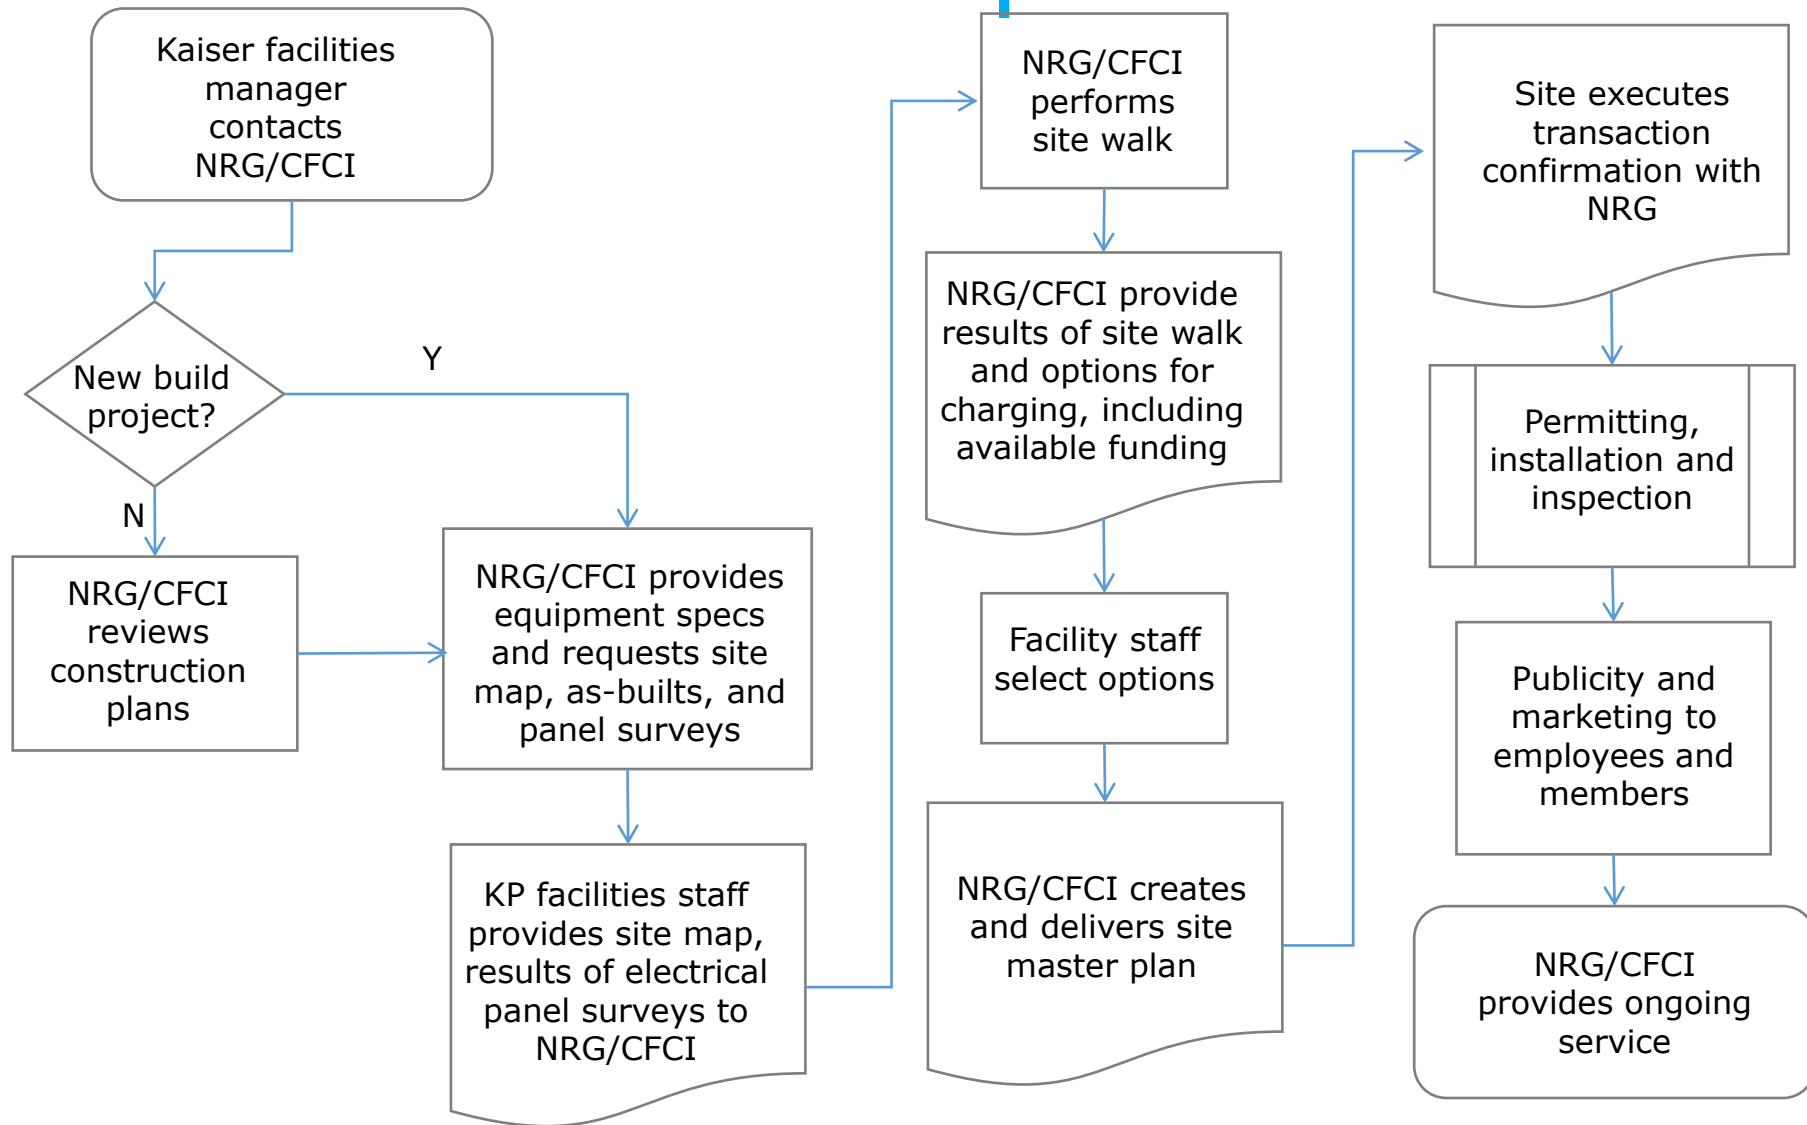 Kaiser facilities
manager
contacts
NRG/CFCI
New build
project?
Y
N
NRG/CFCI
reviews
construction
plans
NRG/CFCI provides
equipment specs
and requests site
map, as-builts, and
panel surveys
KP facilities staff
provides site map,
results of electrical
panel surveys to
NRG/CFCI
NRG/CFCI
performs
site walk
NRG/CFCI provide
results of site walk
and options for
charging, including
available funding
Facility staff
select options
NRG/CFCI creates
and delivers site
master plan
Site executes
transaction
confirmation with
NRG
Permitting,
installation and
inspection
Publicity and
marketing to
employees and
members
NRG/CFCI
provides ongoing
service